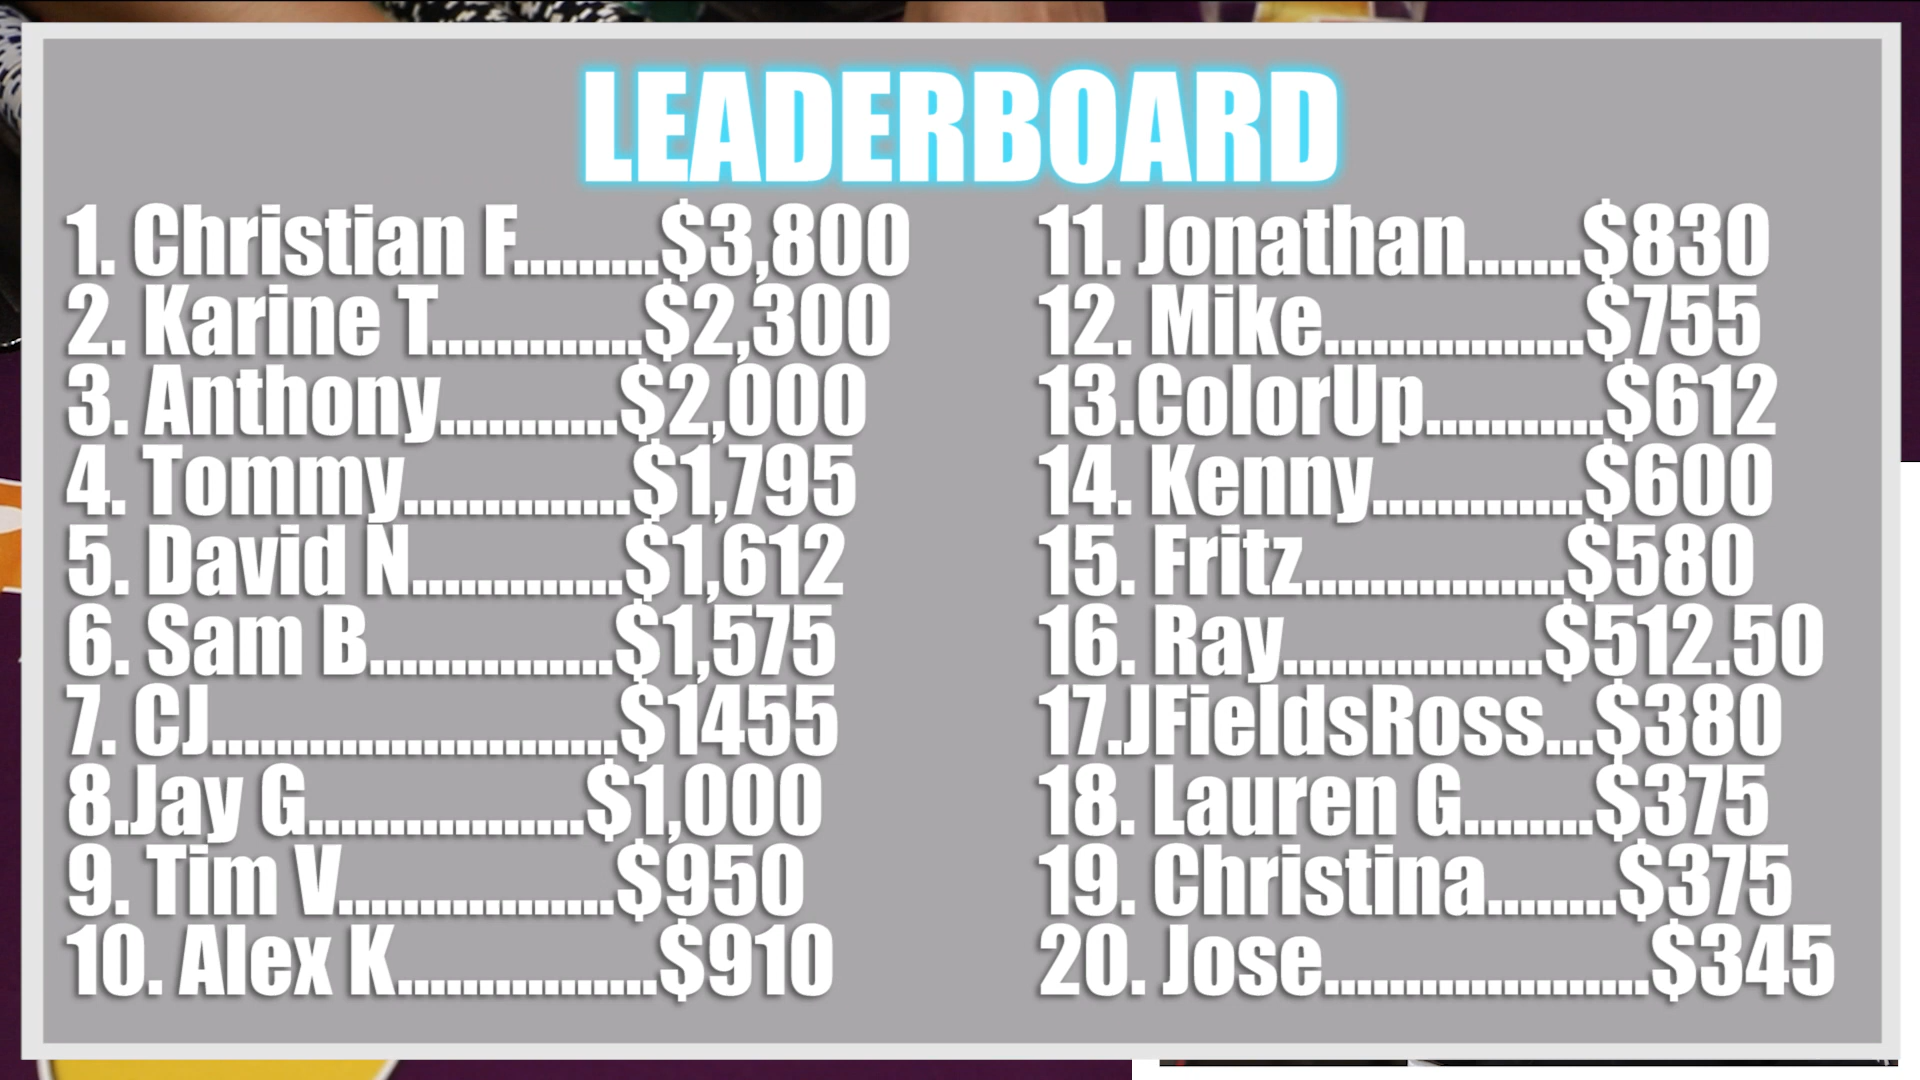 LEADERBOARD
1. Christian F.........$3,800
2. Karine T.............$2,300
3. Anthony...........$2,000
4. Tommy..............$1,795
5. David N.............$1,612
6. Sam B...............$1,575
7. CJ.........................$1455
8.Jay G.................$1,000
9. Tim V.................$950
10. Alex K................$910
11. Jonathan.......$830
12. Mike................$755
13.ColorUp...........$612
14. Kenny.............$600
15. Fritz................$580
16. Ray................$512.50
17.JFieldsRoss...$380
18. Lauren G........$375
19. Christina........$375
20. Jose....................$345